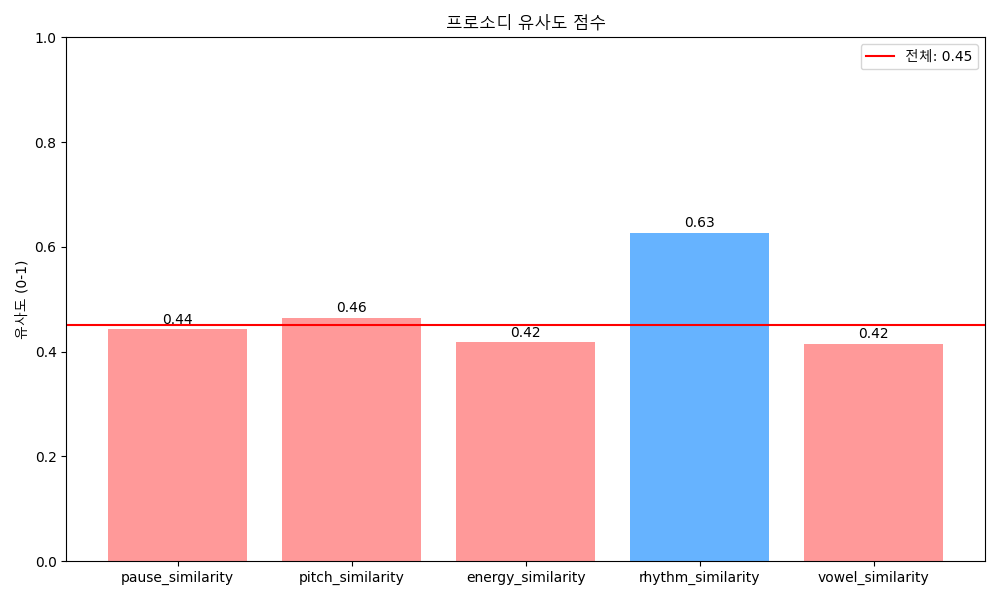 프로소디 유사도 점수
전체: 0.45
유사도 (0-1)
1.0
0.8
0.6
0.4
0.2
0.0
0.44
0.46
0.42
0.63
0.42
pause_similarity
pitch_similarity
energy_similarity
rhythm_similarity
vowel_similarity